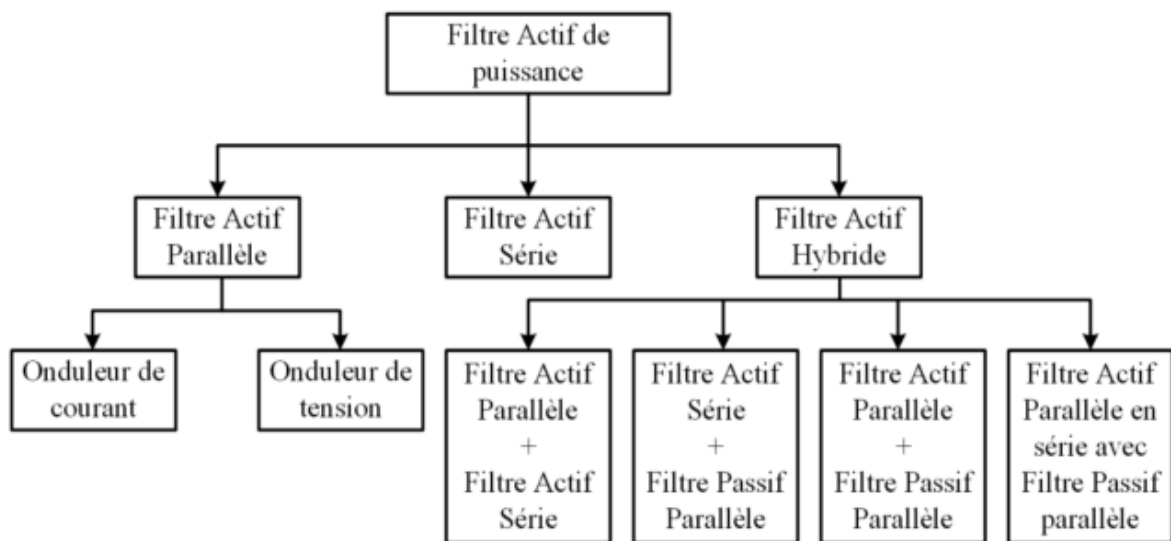 Filtre Actif de
puissance
Filtre Actif
Parallèle
Filtre Actif
Série
Filtre Actif
Hybride
Onduleur de
courant
Onduleur de
tension
Filtre Actif
Parallèle
+
Filtre Actif
Série
Filtre Actif
Série
+
Filtre Passif
Parallèle
Filtre Actif
Parallèle
+
Filtre Passif
Parallèle
Filtre Actif
Parallèle en
série avec
Filtre Passif
parallèle